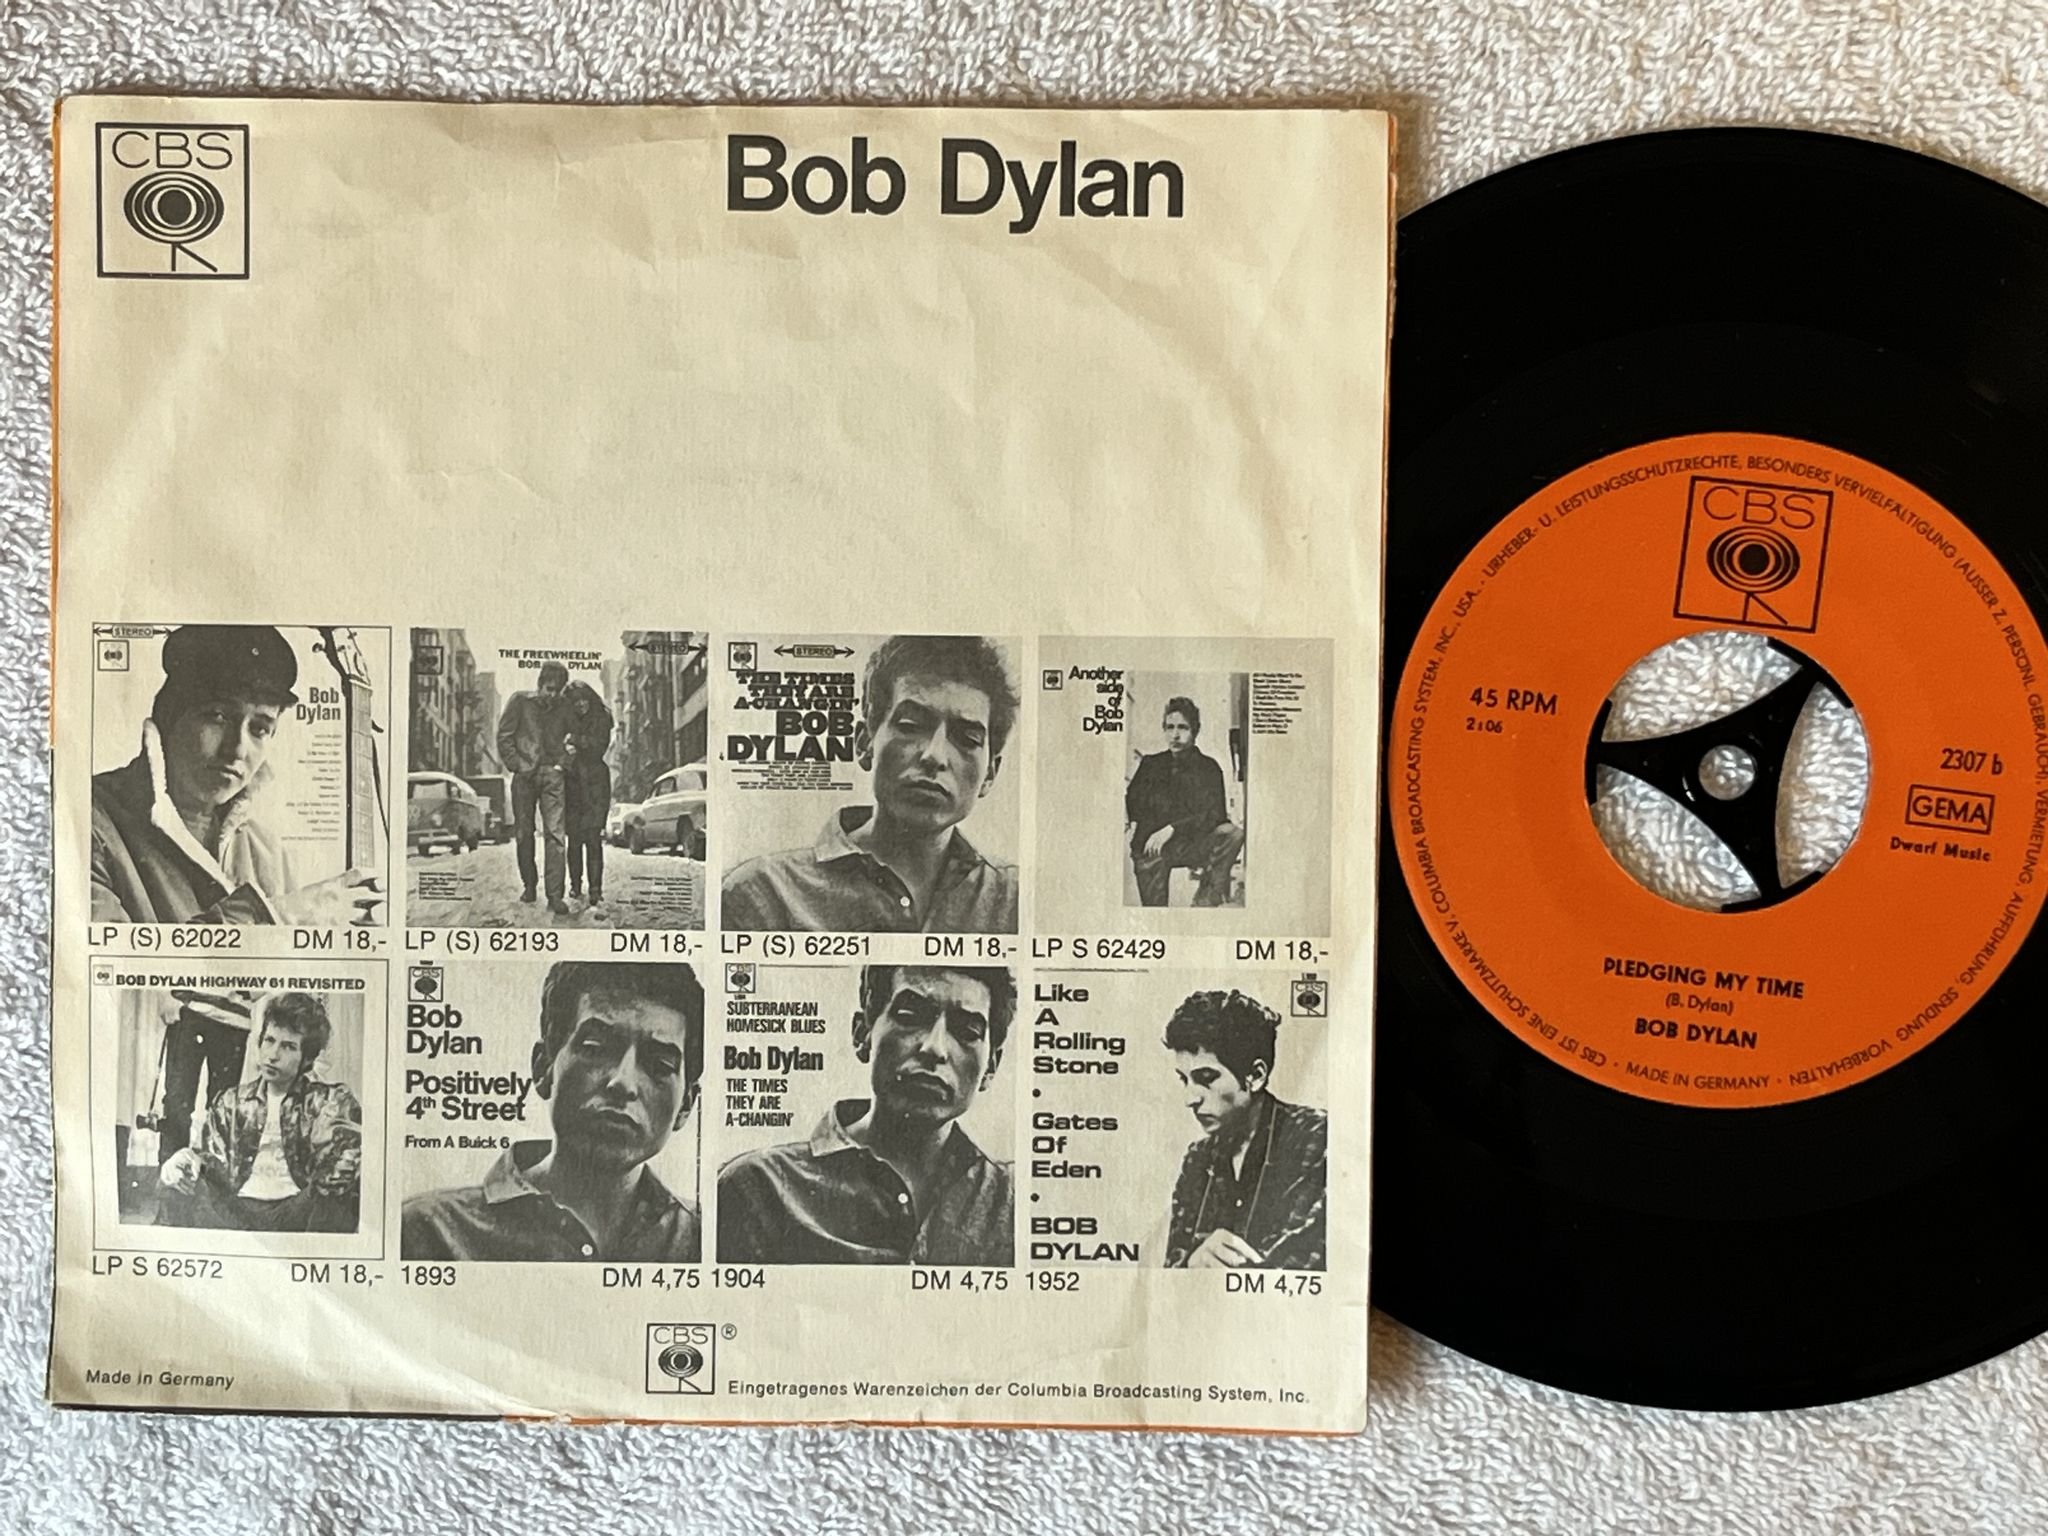 CBS
Bob Dylan
STEREO
Bob
Dylan
LP (S) 62022 DM 18,-
THE FREEWHEELIN'
BOB DYLAN
STEREO
LP (S) 62193 DM 18,-
STEREO
THE TIMES
THEY ARE
A-CHANGIN'
BOB
DYLAN
LP (S) 62251 DM 18,-
Another
side
of
Bob
Dylan
LP S 62429 DM 18,-
BOB DYLAN HIGHWAY 61 REVISITED
LP S 62572 DM 18,-
CBS
Bob
Dylan
Positively
4th Street
From A Buick 6
1893 DM 4,75
CBS
SUBTERRANEAN
HOMESICK BLUES
Bob Dylan
THE TIMES
THEY ARE
A-CHANGIN'
1904 DM 4,75
CBS
Like
A
Rolling
Stone
•
Gates
Of
Eden
•
BOB
DYLAN
1952 DM 4,75
Made in Germany
CBS ®
Eingetragenes Warenzeichen der Columbia Broadcasting System, Inc.
CBS IST EINE SCHUTZMARKE V. COLUMBIA BROADCASTING SYSTEM, INC., USA. · URHEBER- U. LEISTUNGSSCHUTZRECHTE, BESONDERS VERVIELFÄLTIGUNG (AUSSER Z. PERSÖNL. GEBRAUCH), VERMIETUNG, AUFFÜHRUNG, SENDUNG VORBEHALTEN · MADE IN GERMANY ·
CBS
45 RPM
2:06
2307 b
GEMA
Dwarf Music
PLEDGING MY TIME
(B. Dylan)
BOB DYLAN